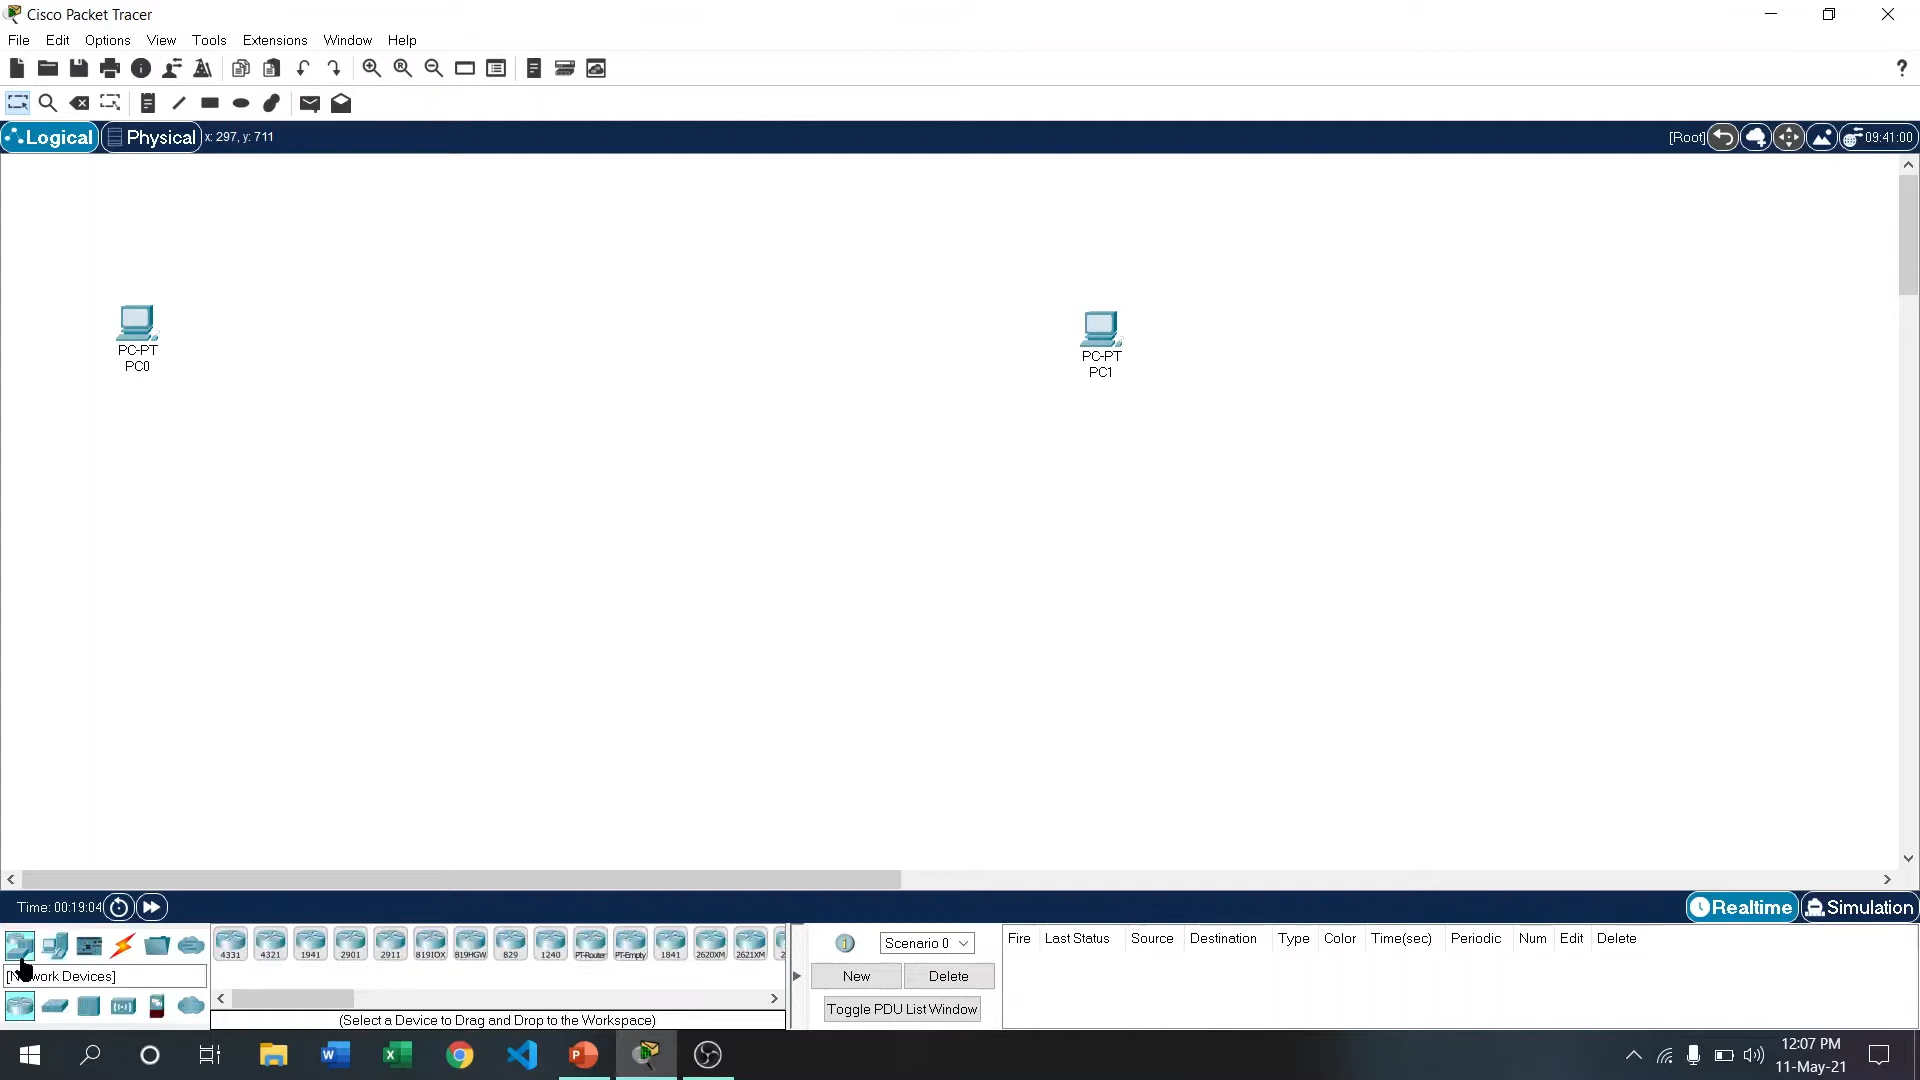 Cisco Packet Tracer
File Edit Options View Tools Extensions Window Help
?
Logical Physical x: 297, y: 711 [Root] 09:41:00
PC-PT
PC0
PC-PT
PC1
Time: 00:19:04 Realtime Simulation
4331 4321 1941 2901 2911 819IOX 819HGW 829 1240 PT-Router PT-Empty 1841 2620XM 2621XM 2
Scenario 0
New Delete
Toggle PDU List Window
Fire Last Status Source Destination Type Color Time(sec) Periodic Num Edit Delete
Devices]
(Select a Device to Drag and Drop to the Workspace)
12:07 PM
11-May-21